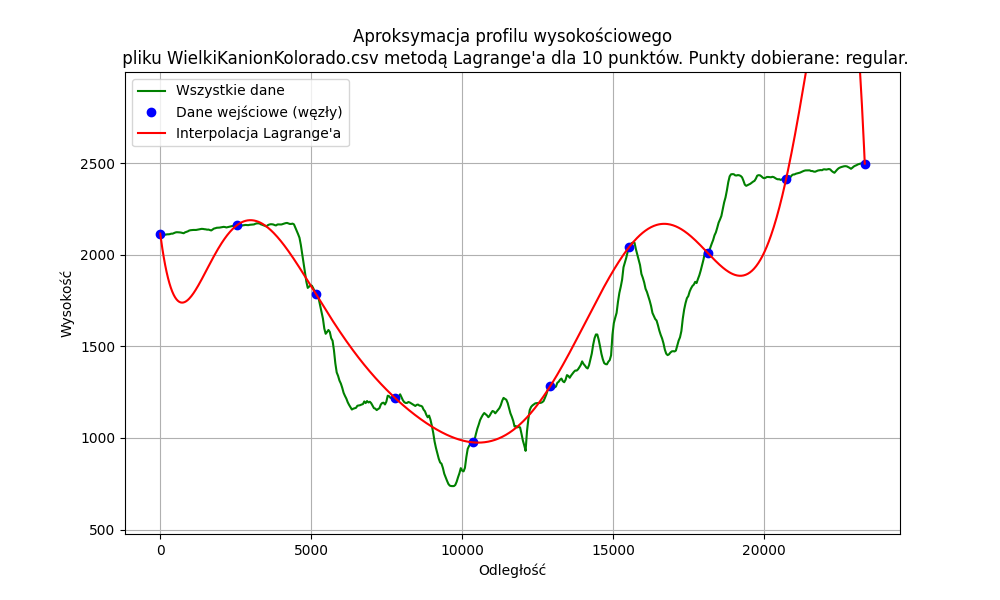 Aproksymacja profilu wysokościowego
pliku WielkiKanionKolorado.csv metodą Lagrange'a dla 10 punktów. Punkty dobierane: regular.
Wszystkie dane
Dane wejściowe (węzły)
Interpolacja Lagrange'a
2500
2000
1500
1000
500
Wysokość
0
5000
10000
15000
20000
Odległość